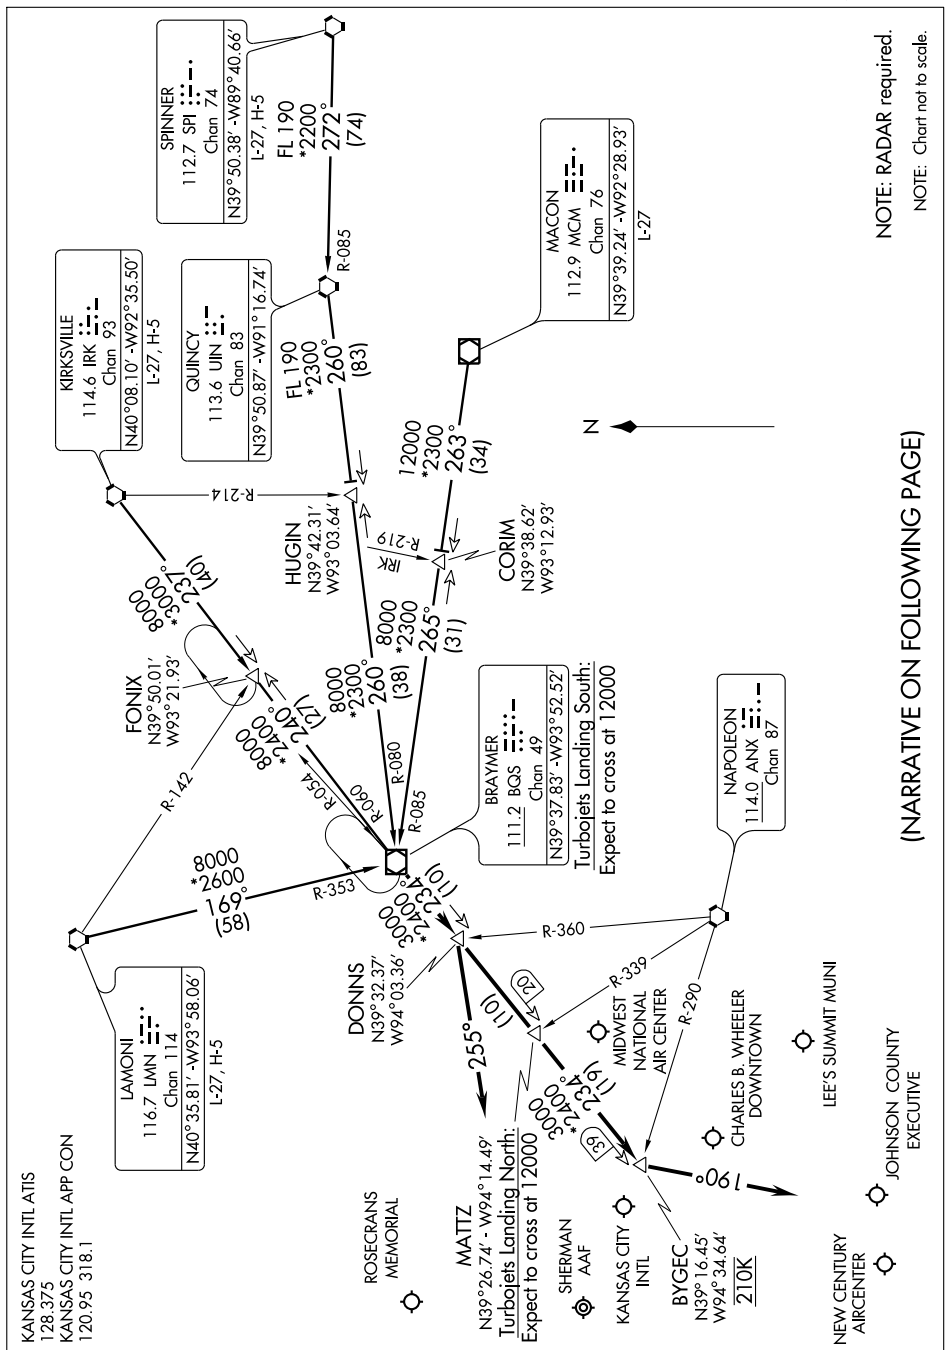 KANSAS CITY INTL ATIS
128.375
KANSAS CITY INTL APP CON
120.95 318.1
LAMONI
116.7 LMN
Chan 114
N40°35.81' -W93°58.06'
L-27, H-5
KIRKSVILLE
114.6 IRK
Chan 93
N40°08.10' -W92°35.50'
L-27, H-5
SPINNER
112.7 SPI
Chan 74
N39°50.38' -W89°40.66'
L-27, H-5
QUINCY
113.6 UIN
Chan 83
N39°50.87' -W91°16.74'
FL 190
*2200
272°
(74)
R-085
FL 190
*2300
260°
(83)
R-214
8000
*3000
237°
(40)
FONIX
N39°50.01'
W93°21.93'
R-142
8000
*2600
169°
(58)
R-353
8000
*2400
240°
(27)
R-054
R-060
HUGIN
N39°42.31'
W93°03.64'
8000
*2300
260°
(38)
R-080
IRK
R-219
12000
*2300
263°
(34)
MACON
112.9 MCM
Chan 76
N39°39.24' -W92°28.93'
L-27
CORIM
N39°38.62'
W93°12.93'
8000
*2300
265°
(31)
R-085
BRAYMER
111.2 BQS
Chan 49
N39°37.83' -W93°52.52'
Turbojets Landing South:
Expect to cross at 12000
3000
*2400
234°
(10)
DONNS
N39°32.37'
W94°03.36'
R-360
255°
(10)
20
R-339
NAPOLEON
114.0 ANX
Chan 87
R-290
MATTZ
N39°26.74' - W94°14.49'
Turbojets Landing North:
Expect to cross at 12000
3000
*2400
234°
(19)
39
BYGEC
N39°16.45'
W94°34.64'
210K
190°
ROSECRANS
MEMORIAL
SHERMAN
AAF
KANSAS CITY
INTL
MIDWEST
NATIONAL
AIR CENTER
CHARLES B. WHEELER
DOWNTOWN
LEE'S SUMMIT MUNI
JOHNSON COUNTY
EXECUTIVE
NEW CENTURY
AIRCENTER
N
NOTE: RADAR required.
NOTE: Chart not to scale.
(NARRATIVE ON FOLLOWING PAGE)